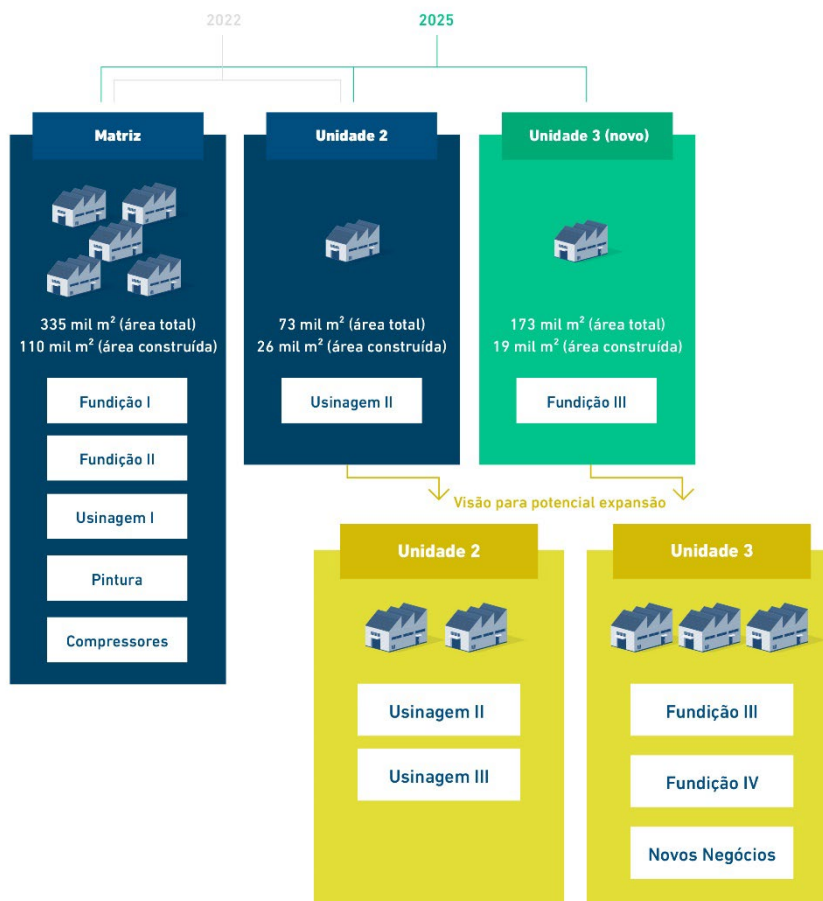 2022
2025
Matriz
335 mil m² (área total)
110 mil m² (área construída)
Fundição I
Fundição II
Usinagem I
Pintura
Compressores
Unidade 2
73 mil m² (área total)
26 mil m² (área construída)
Usinagem II
Unidade 3 (novo)
173 mil m² (área total)
19 mil m² (área construída)
Fundição III
Visão para potencial expansão
Unidade 2
Usinagem II
Usinagem III
Unidade 3
Fundição III
Fundição IV
Novos Negócios